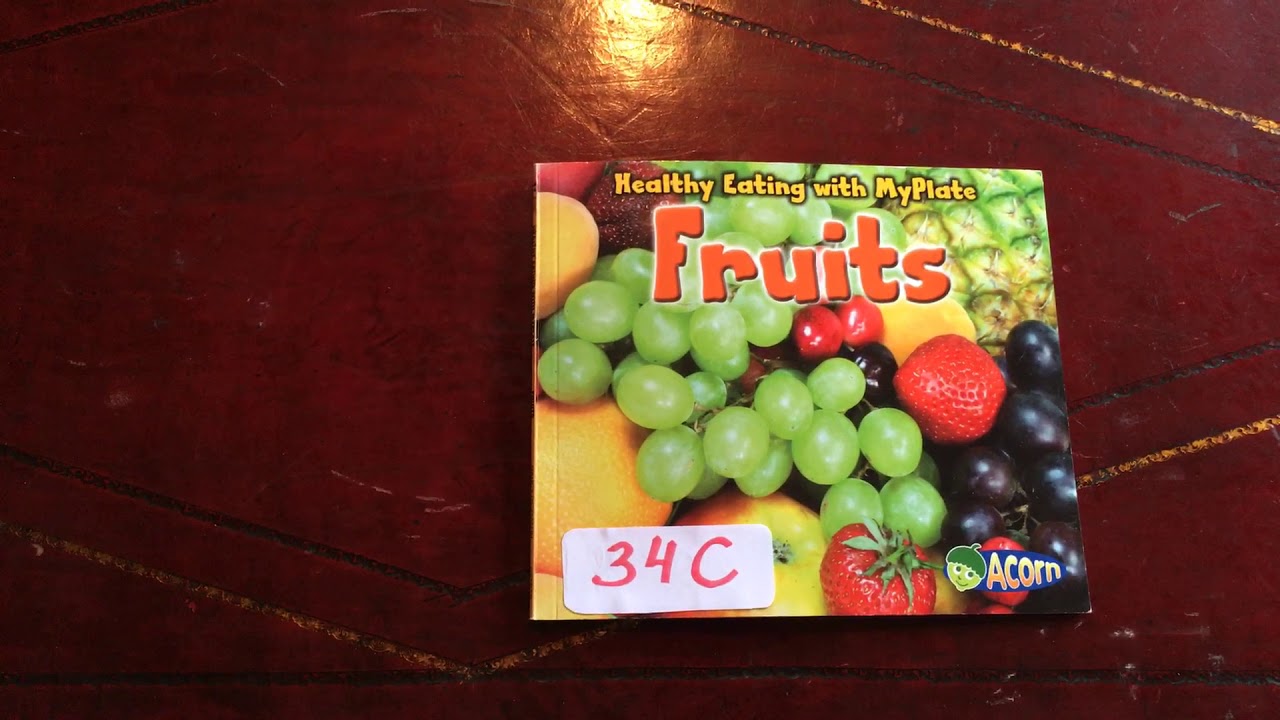 Healthy Eating with MyPlate
Fruits
34C
Acorn